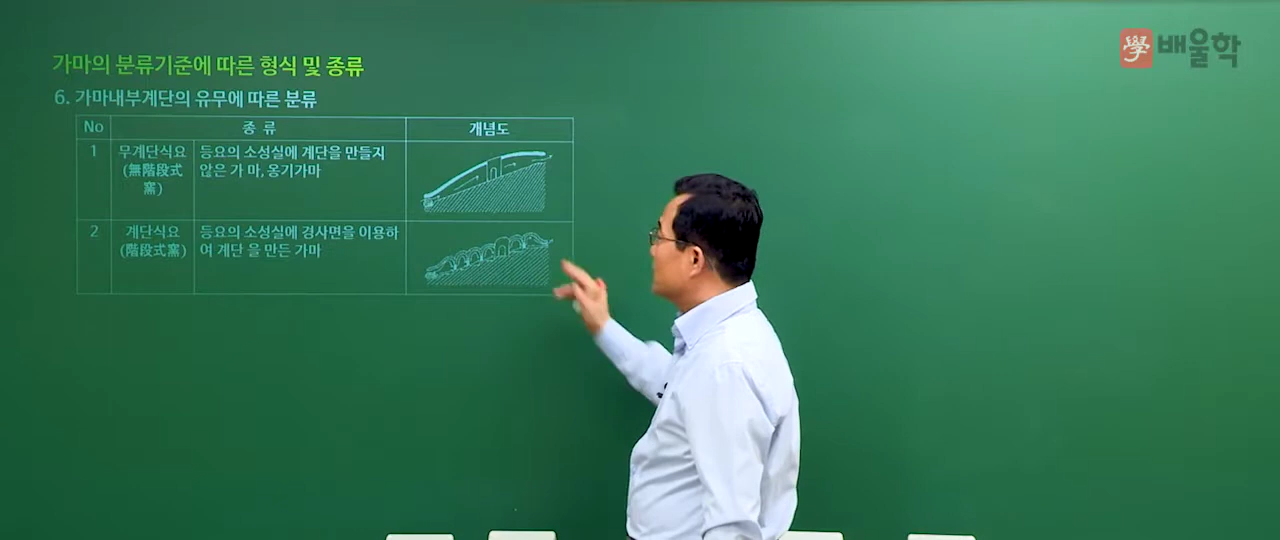 學 배울학
가마의 분류기준에 따른 형식 및 종류
6. 가마내부계단의 유무에 따른 분류
No 종 류 개념도
1 무계단식요 등요의 소성실에 계단을 만들지
(無階段式 않은 가 마, 옹기가마
窯)
2 계단식요 등요의 소성실에 경사면을 이용하
(階段式窯) 여 계단 을 만든 가마